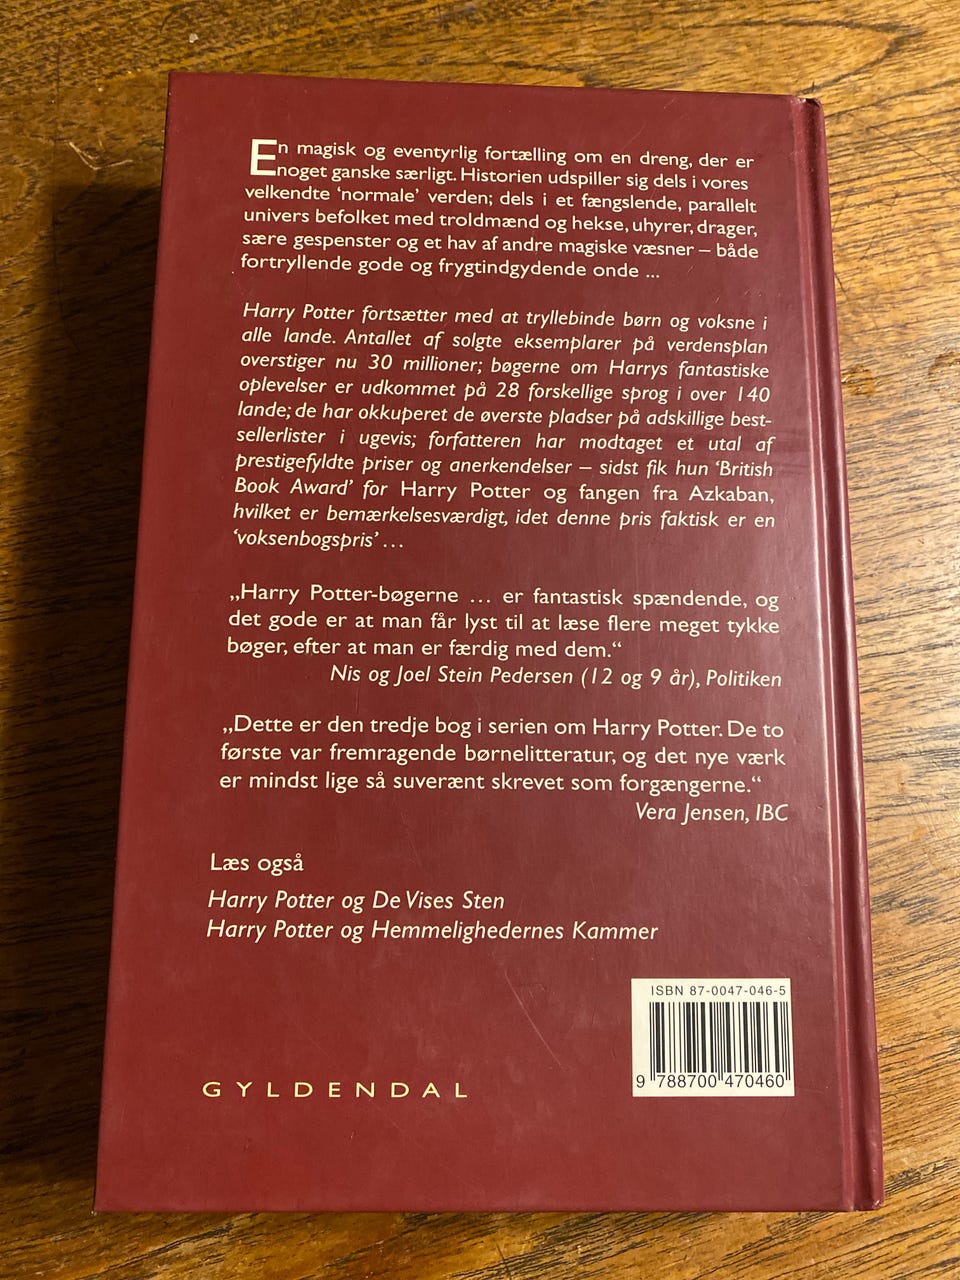 En magisk og eventyrlig fortælling om en dreng, der er
noget ganske særligt. Historien udspiller sig dels i vores
velkendte ‘normale’ verden; dels i et fængslende, parallelt
univers befolket med troldmænd og hekse, uhyrer, drager,
sære gespenster og et hav af andre magiske væsner – både
fortryllende gode og frygtindgydende onde ...
Harry Potter fortsætter med at tryllebinde børn og voksne i
alle lande. Antallet af solgte eksemplarer på verdensplan
overstiger nu 30 millioner; bøgerne om Harrys fantastiske
oplevelser er udkommet på 28 forskellige sprog i over 140
lande; de har okkuperet de øverste pladser på adskillige best-
sellerlister i ugevis; forfatteren har modtaget et utal af
prestigefyldte priser og anerkendelser – sidst fik hun ‘British
Book Award’ for Harry Potter og fangen fra Azkaban,
hvilket er bemærkelsesværdigt, idet denne pris faktisk er en
‘voksenbogspris’ ...
„Harry Potter-bøgerne ... er fantastisk spændende, og
det gode er at man får lyst til at læse flere meget tykke
bøger, efter at man er færdig med dem.“
Nis og Joel Stein Pedersen (12 og 9 år), Politiken
„Dette er den tredje bog i serien om Harry Potter. De to
første var fremragende børnelitteratur, og det nye værk
er mindst lige så suverænt skrevet som forgængerne.“
Vera Jensen, IBC
Læs også
Harry Potter og De Vises Sten
Harry Potter og Hemmelighedernes Kammer
ISBN 87-0047-046-5
9 788700 470460
GYLDENDAL